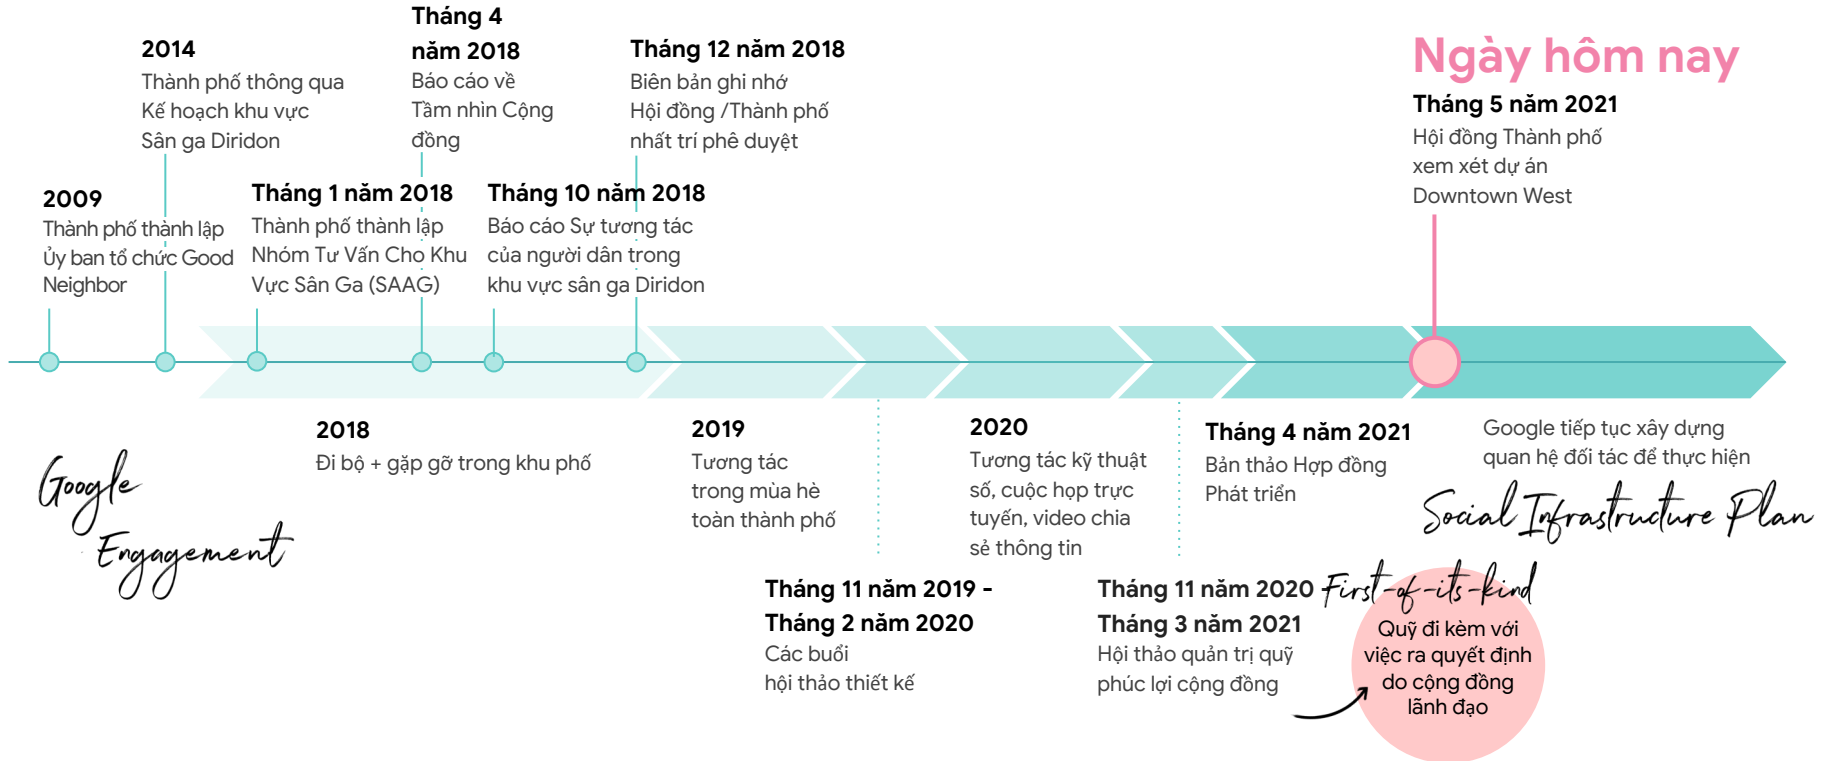 2014
Thành phố thông qua
Kế hoạch khu vực
Sân ga Diridon
Tháng 4
năm 2018
Báo cáo về
Tầm nhìn Cộng
đồng
Tháng 12 năm 2018
Biên bản ghi nhớ
Hội đồng /Thành phố
nhất trí phê duyệt
Ngày hôm nay
Tháng 5 năm 2021
Hội đồng Thành phố
xem xét dự án
Downtown West
2009
Thành phố thành lập
Ủy ban tổ chức Good
Neighbor
Tháng 1 năm 2018
Thành phố thành lập
Nhóm Tư Vấn Cho Khu
Vực Sân Ga (SAAG)
Tháng 10 năm 2018
Báo cáo Sự tương tác
của người dân trong
khu vực sân ga Diridon
Google
Engagement
2018
Đi bộ + gặp gỡ trong khu phố
2019
Tương tác
trong mùa hè
toàn thành phố
2020
Tương tác kỹ thuật
số, cuộc họp trực
tuyến, video chia
sẻ thông tin
Tháng 4 năm 2021
Bản thảo Hợp đồng
Phát triển
Google tiếp tục xây dựng
quan hệ đối tác để thực hiện
Social Infrastructure Plan
Tháng 11 năm 2019 -
Tháng 2 năm 2020
Các buổi
hội thảo thiết kế
Tháng 11 năm 2020 -
Tháng 3 năm 2021
Hội thảo quản trị quỹ
phúc lợi cộng đồng
First-of-its-kind
Quỹ đi kèm với
việc ra quyết định
do cộng đồng
lãnh đạo